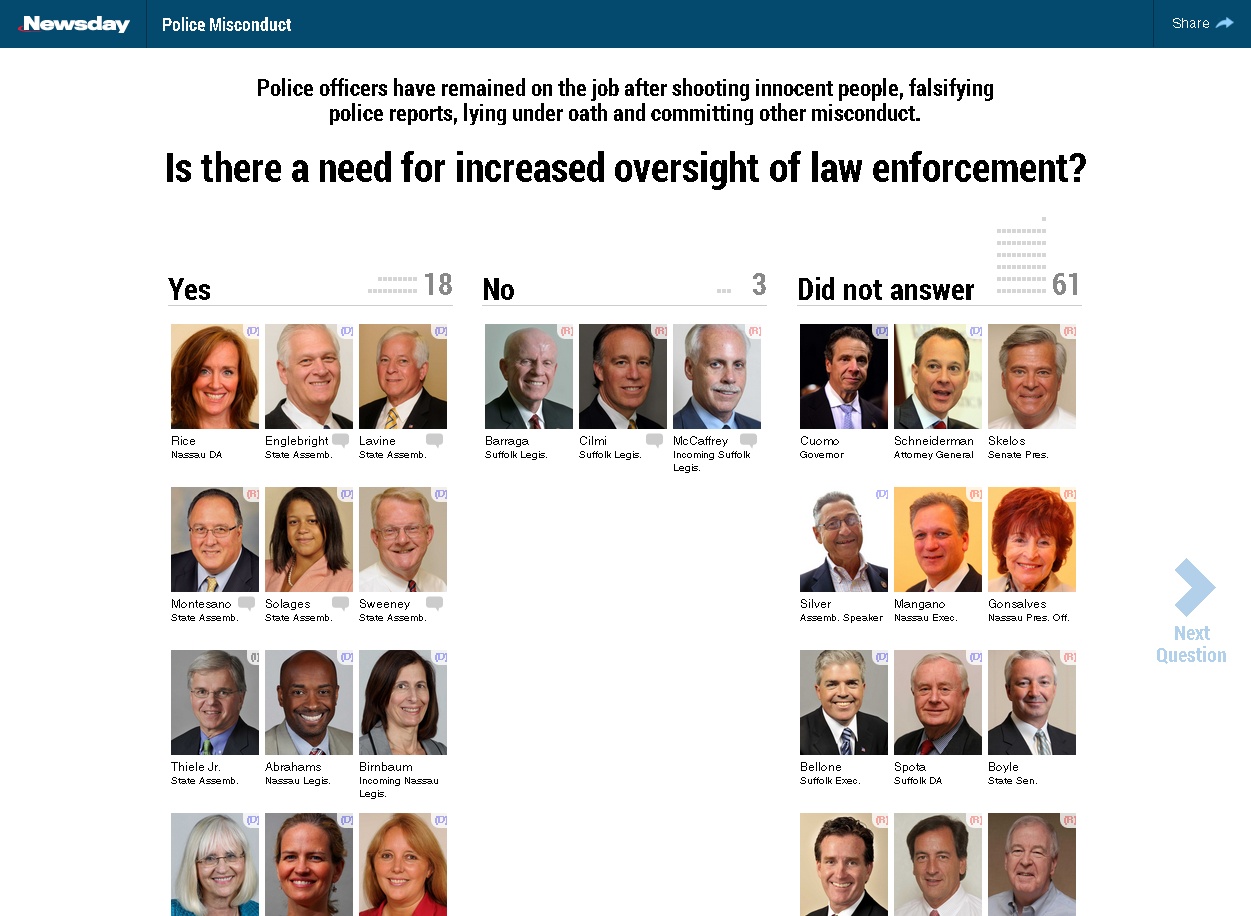 Newsday
Police Misconduct
Share
Police officers have remained on the job after shooting innocent people, falsifying
police reports, lying under oath and committing other misconduct.
Is there a need for increased oversight of law enforcement?
Yes
18
No
3
Did not answer
61
(D)
(D)
(D)
(R)
(R)
(R)
(D)
(D)
(R)
Rice
Nassau DA
Englebright
State Assemb.
Lavine
State Assemb.
Barraga
Suffolk Legis.
Cilmi
Suffolk Legis.
McCaffrey
Incoming Suffolk
Legis.
Cuomo
Governor
Schneiderman
Attorney General
Skelos
Senate Pres.
(R)
(D)
(D)
(D)
(R)
(R)
Montesano
State Assemb.
Solages
State Assemb.
Sweeney
State Assemb.
Silver
Assemb. Speaker
Mangano
Nassau Exec.
Gonsalves
Nassau Pres. Off.
Next
Question
(I)
(D)
(D)
(D)
(D)
(R)
Thiele Jr.
State Assemb.
Abrahams
Nassau Legis.
Birnbaum
Incoming Nassau
Legis.
Bellone
Suffolk Exec.
Spota
Suffolk DA
Boyle
State Sen.
(D)
(D)
(D)
(R)
(R)
(R)